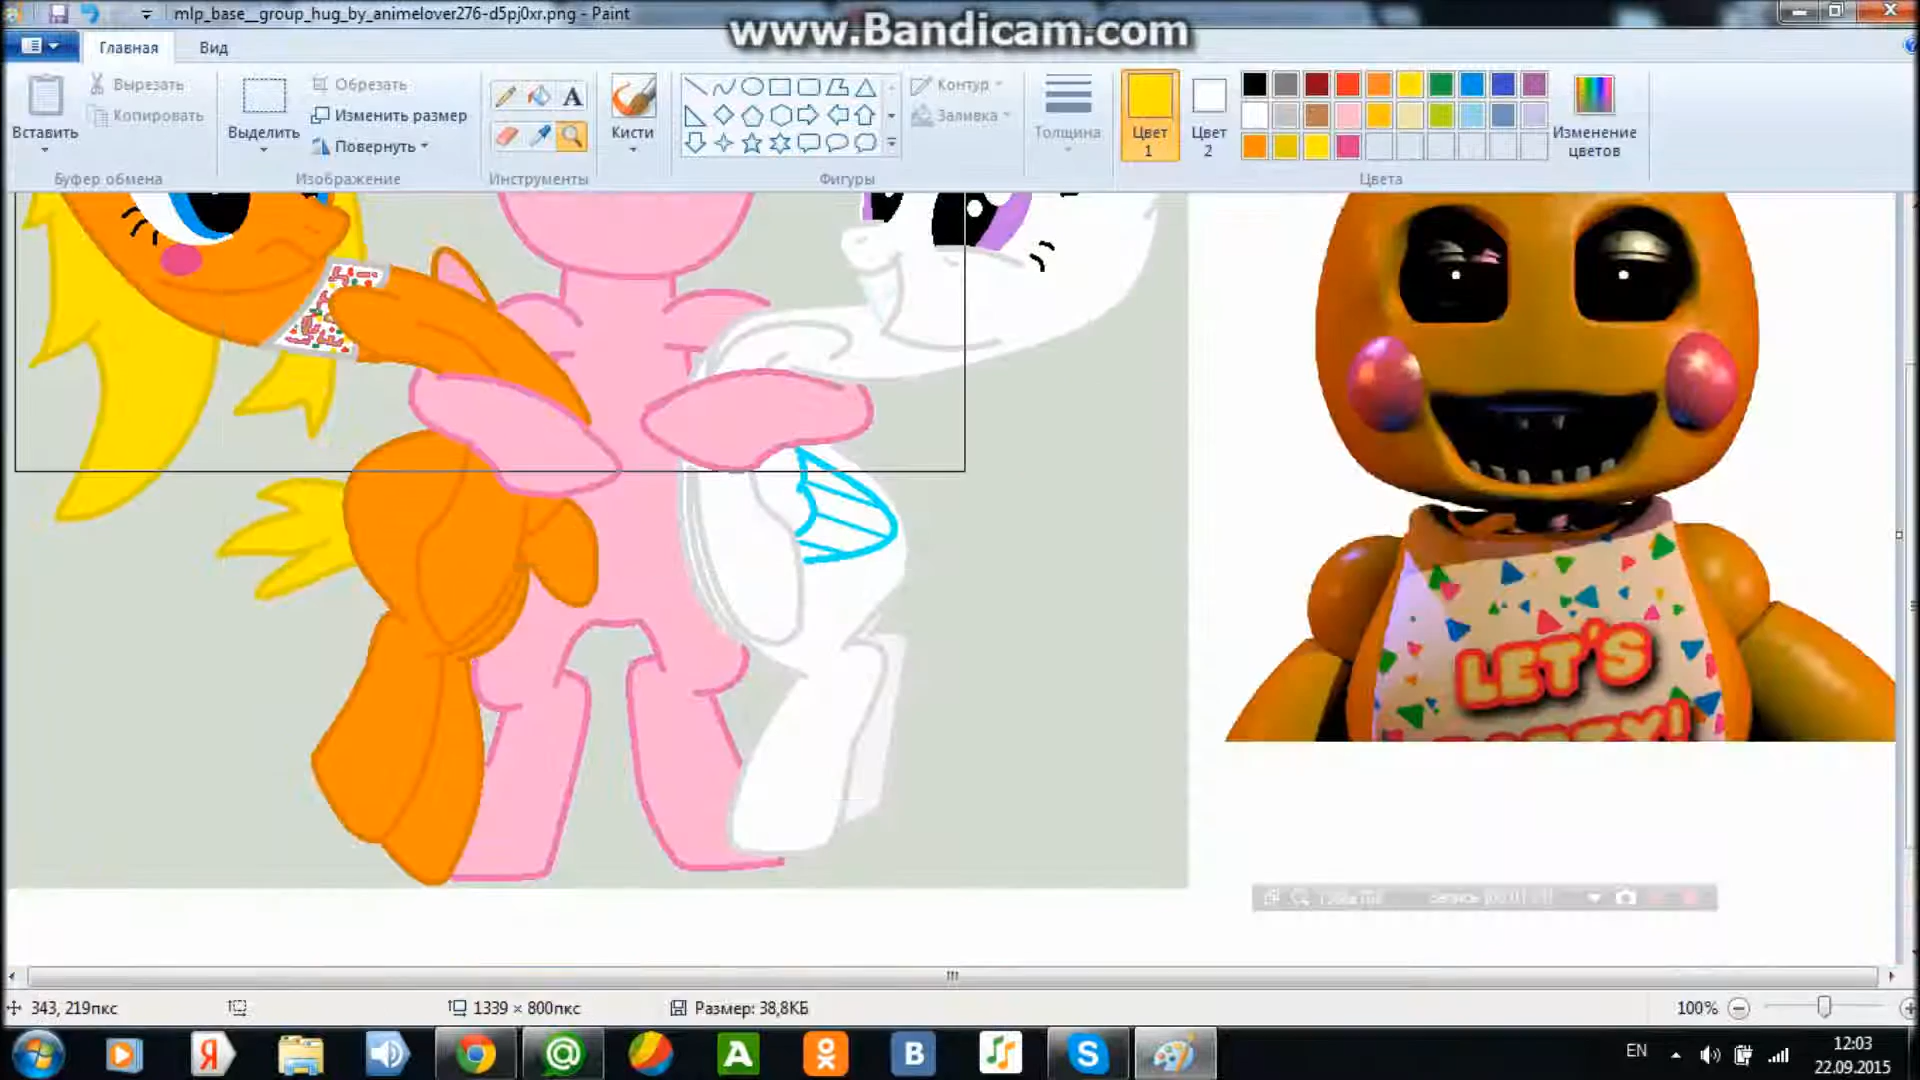 mlp_base__group_hug_by_animelover276-d5pj0xr.png - Paint
www.Bandicam.com
Главная
Вид
Вставить
Вырезать
Копировать
Буфер обмена
Выделить
Обрезать
Изменить размер
Повернуть
Изображение
A
Инструменты
Кисти
Контур
Заливка
Фигуры
Толщина
Цвет
1
Цвет
2
Изменение
цветов
Цвета
LET'S
PARTY!
343, 219пкс
1339 × 800пкс
Размер: 38,8КБ
100%
Я
@
A
B
S
EN
12:03
22.09.2015